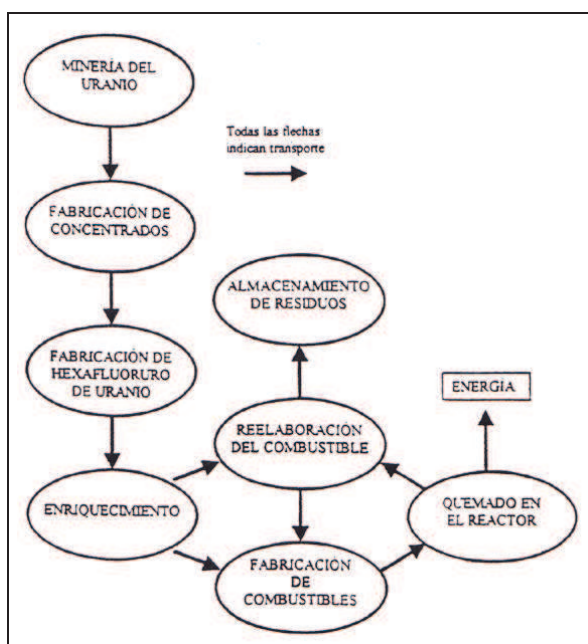 MINERÍA DEL
URANIO
Todas las flechas
indican transporte
FABRICACIÓN DE
CONCENTRADOS
ALMACENAMIENTO
DE RESIDUOS
FABRICACIÓN DE
HEXAFLUORURO
DE URANIO
ENERGÍA
REELABORACIÓN
DEL COMBUSTIBLE
ENRIQUECIMIENTO
QUEMADO EN
EL REACTOR
FABRICACIÓN
DE
COMBUSTIBLES